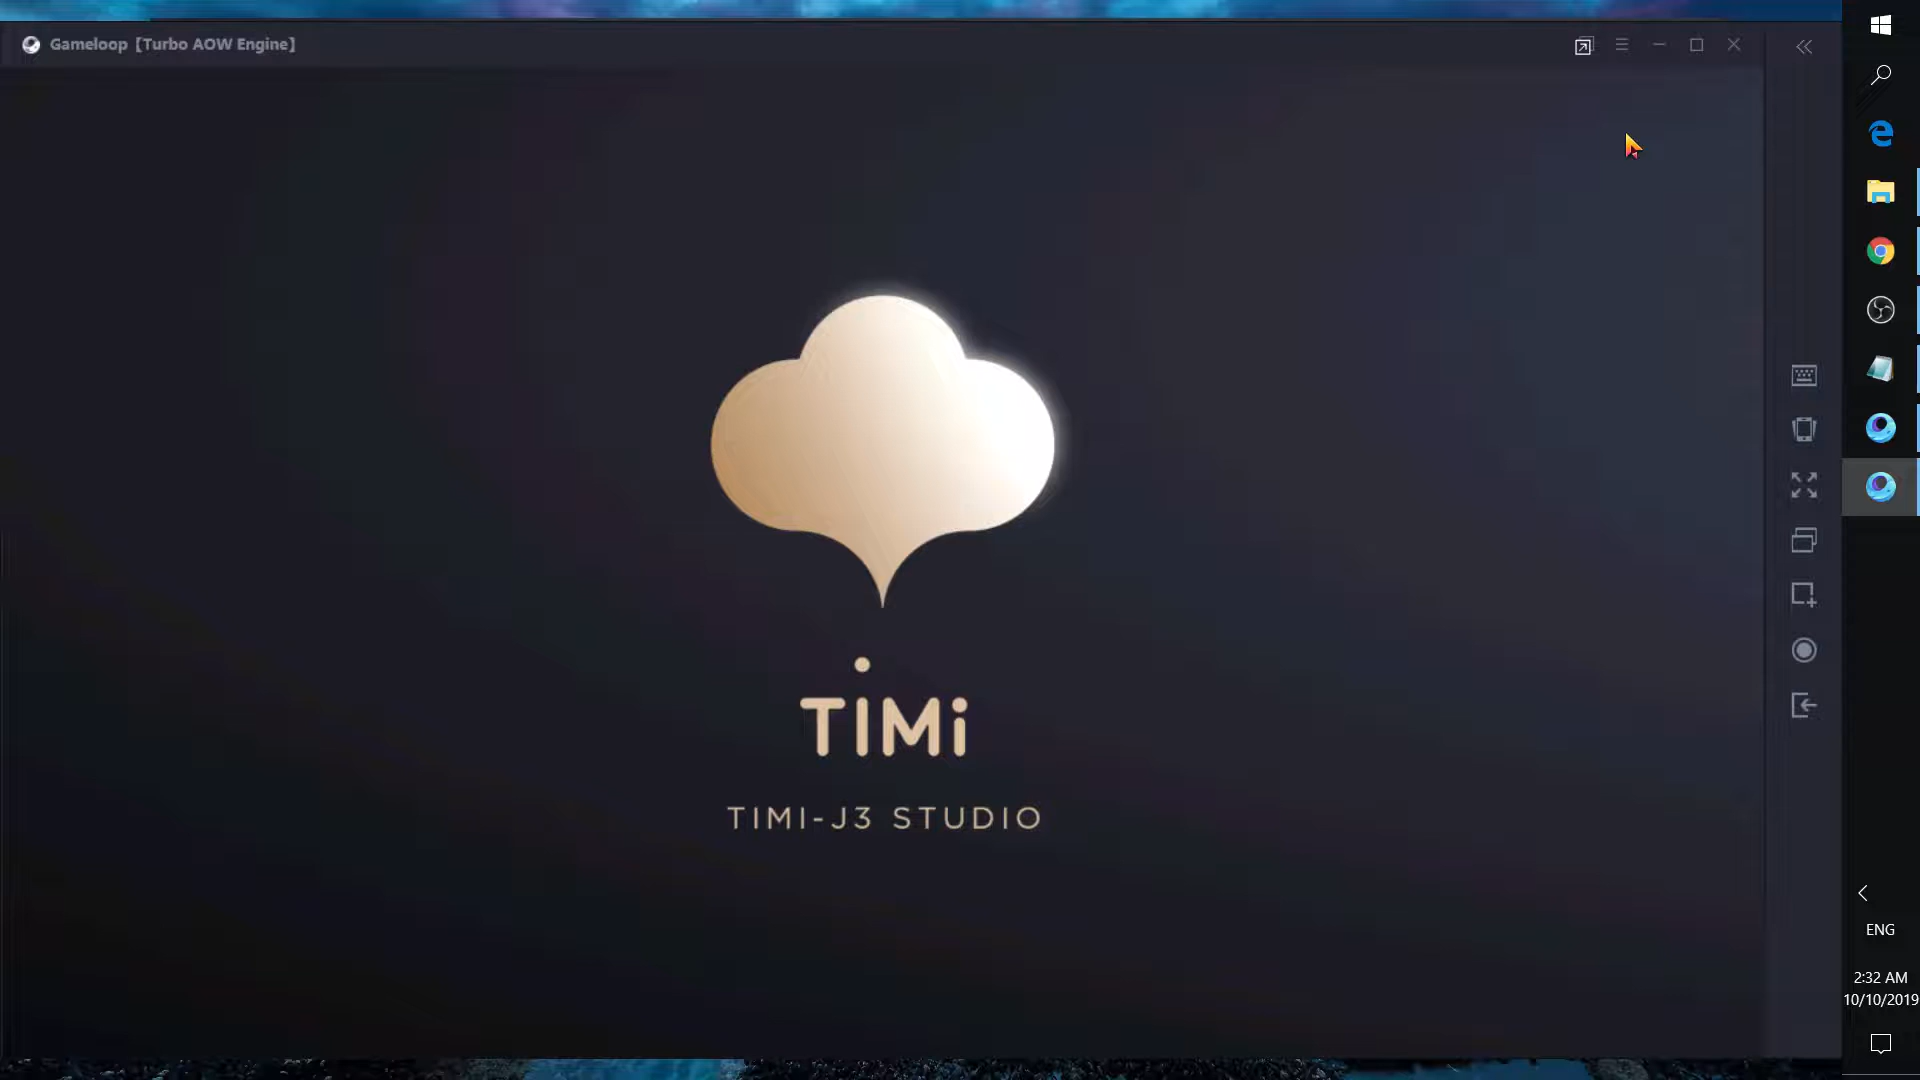 Gameloop【Turbo AOW Engine】
TiMi
TIMI-J3 STUDIO
ENG
2:32 AM
10/10/2019